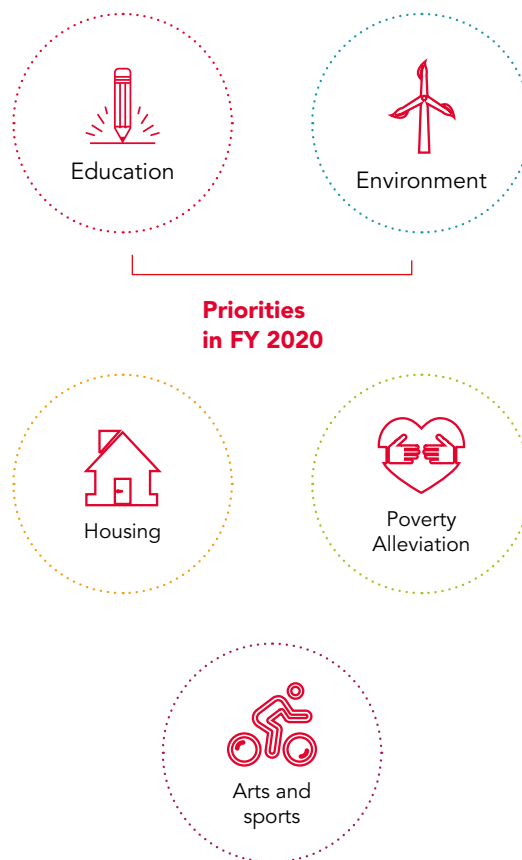 Education
Environment
Priorities
in FY 2020
Housing
Poverty
Alleviation
Arts and
sports